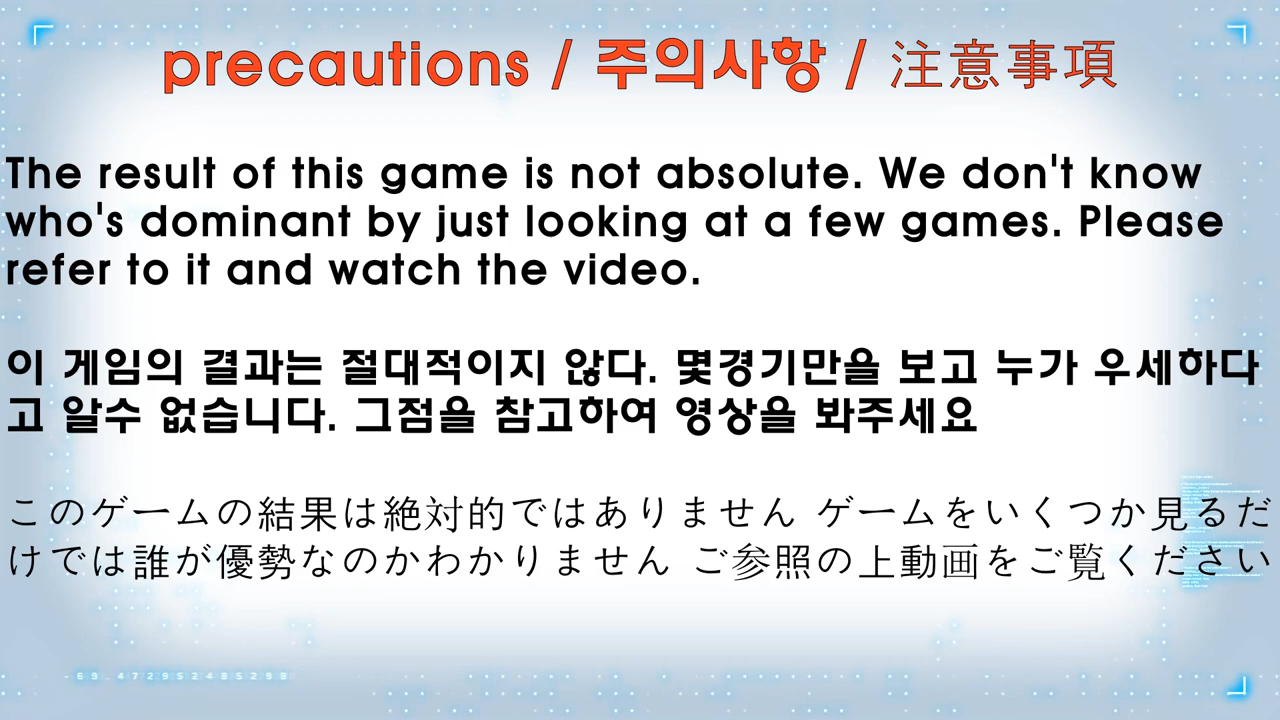 precautions / 주의사항 / 注意事項
The result of this game is not absolute. We don't know
who's dominant by just looking at a few games. Please
refer to it and watch the video.
이 게임의 결과는 절대적이지 않다. 몇경기만을 보고 누가 우세하다
고 알수 없습니다. 그점을 참고하여 영상을 봐주세요
このゲームの結果は絶対的ではありません ゲームをいくつか見るだ
けでは誰が優勢なのかわかりません ご参照の上動画をご覧ください